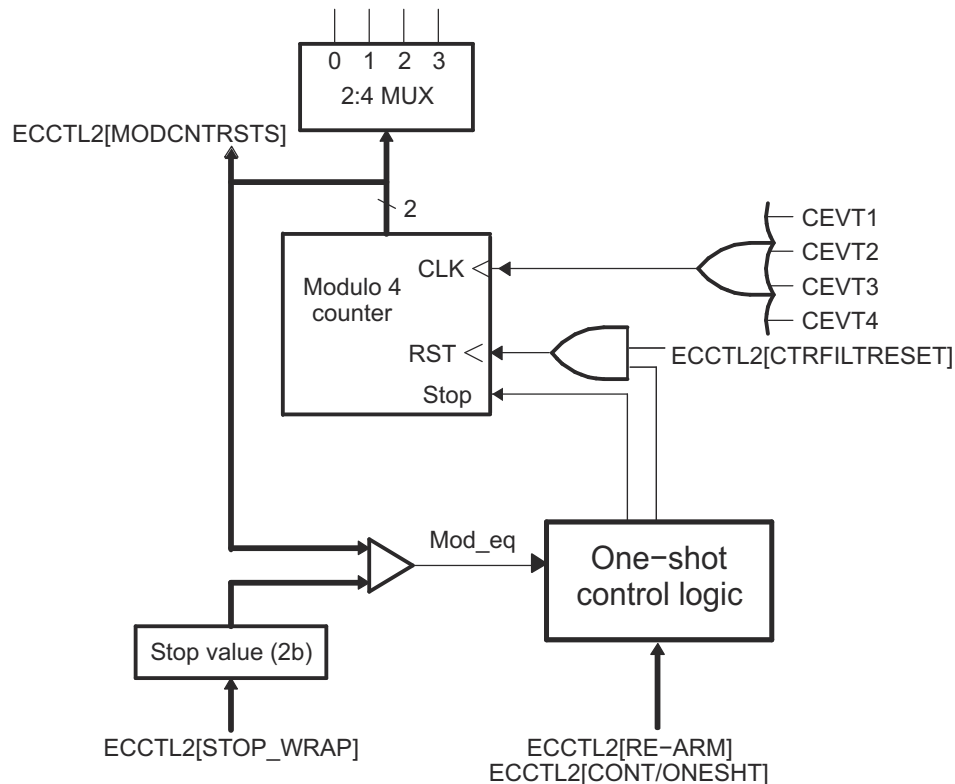 0 1 2 3
2:4 MUX
ECCTL2[MODCNTRSTS]
2
CEVT1
CEVT2
CEVT3
CEVT4
CLK
Modulo 4
counter
RST
ECCTL2[CTRFILTRESET]
Stop
Mod_eq
One−shot
control logic
Stop value (2b)
ECCTL2[STOP_WRAP]
ECCTL2[RE−ARM]
ECCTL2[CONT/ONESHT]